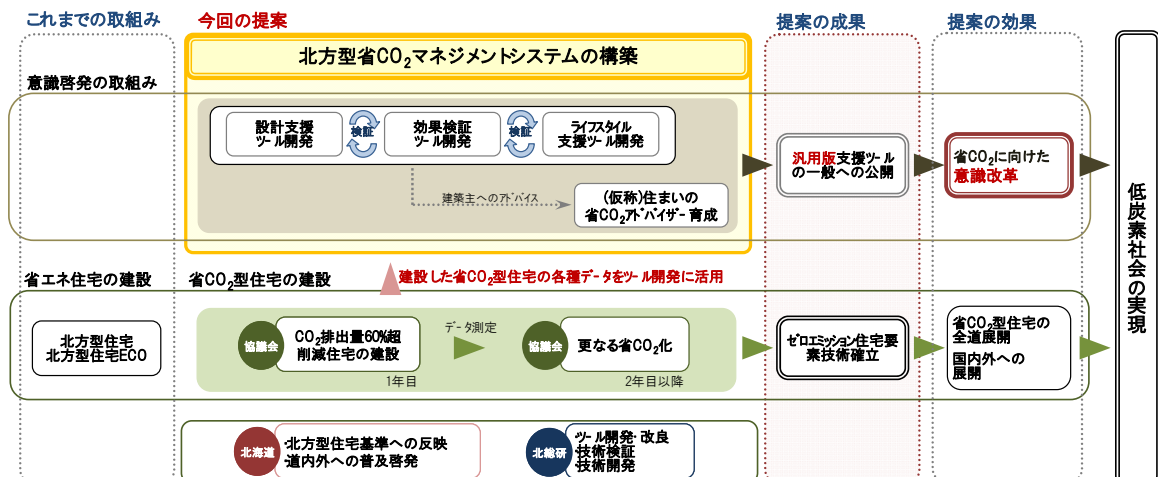 これまでの取組み
今回の提案
提案の成果
提案の効果
北方型省CO₂マネジメントシステムの構築
意識啓発の取組み
設計支援
ツール開発
検証
効果検証
ツール開発
検証
ライフスタイル
支援ツール開発
建築主へのアドバイス
(仮称)住まいの
省CO₂アドバイザー育成
汎用版支援ツール
の一般への公開
省CO₂に向けた
意識改革
低炭素社会の実現
省エネ住宅の建設
省CO₂型住宅の建設
建設した省CO₂型住宅の各種データをツール開発に活用
北方型住宅
北方型住宅ECO
協議会
CO₂排出量60%超
削減住宅の建設
1年目
データ測定
協議会
更なる省CO₂化
2年目以降
ゼロエミッション住宅要
素技術確立
省CO₂型住宅の
全道展開
国内外への
展開
北海道
・北方型住宅基準への反映
・道内外への普及啓発
北総研
・ツール開発・改良
・技術検証
・技術開発